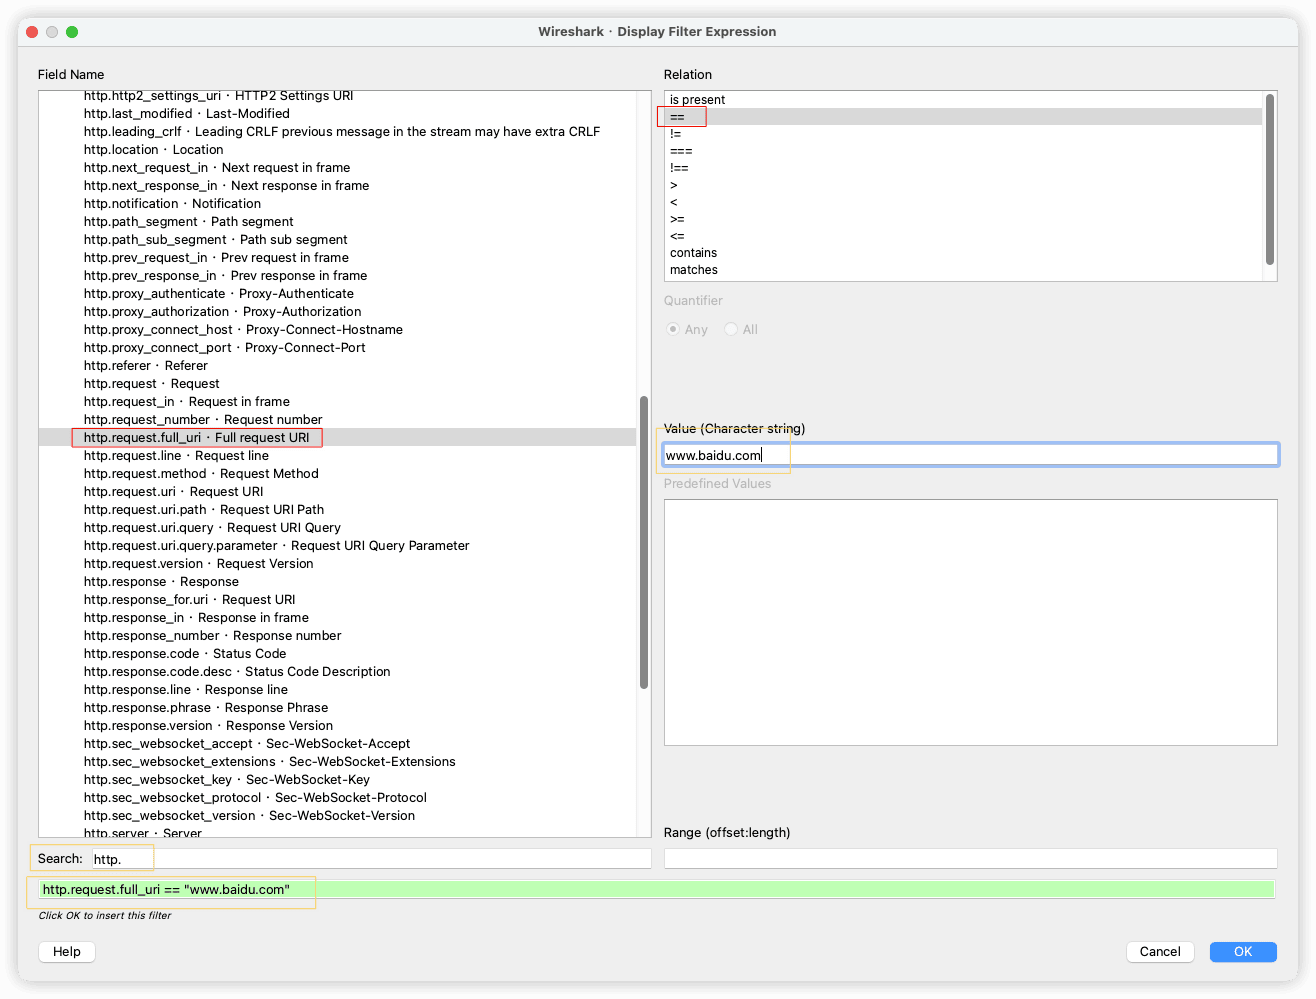 Wireshark · Display Filter Expression
Field Name
http.http2_settings_uri · HTTP2 Settings URI
http.last_modified · Last-Modified
http.leading_crlf · Leading CRLF previous message in the stream may have extra CRLF
http.location · Location
http.next_request_in · Next request in frame
http.next_response_in · Next response in frame
http.notification · Notification
http.path_segment · Path segment
http.path_sub_segment · Path sub segment
http.prev_request_in · Prev request in frame
http.prev_response_in · Prev response in frame
http.proxy_authenticate · Proxy-Authenticate
http.proxy_authorization · Proxy-Authorization
http.proxy_connect_host · Proxy-Connect-Hostname
http.proxy_connect_port · Proxy-Connect-Port
http.referer · Referer
http.request · Request
http.request_in · Request in frame
http.request_number · Request number
http.request.full_uri · Full request URI
http.request.line · Request line
http.request.method · Request Method
http.request.uri · Request URI
http.request.uri.path · Request URI Path
http.request.uri.query · Request URI Query
http.request.uri.query.parameter · Request URI Query Parameter
http.request.version · Request Version
http.response · Response
http.response_for.uri · Request URI
http.response_in · Response in frame
http.response_number · Response number
http.response.code · Status Code
http.response.code.desc · Status Code Description
http.response.line · Response line
http.response.phrase · Response Phrase
http.response.version · Response Version
http.sec_websocket_accept · Sec-WebSocket-Accept
http.sec_websocket_extensions · Sec-WebSocket-Extensions
http.sec_websocket_key · Sec-WebSocket-Key
http.sec_websocket_protocol · Sec-WebSocket-Protocol
http.sec_websocket_version · Sec-WebSocket-Version
http.server · Server
Search: http.
Relation
is present
==
!=
===
!==
>
<
>=
<=
contains
matches
Quantifier
Any All
Value (Character string)
www.baidu.com
Predefined Values
Range (offset:length)
http.request.full_uri == "www.baidu.com"
Click OK to insert this filter
Help Cancel OK